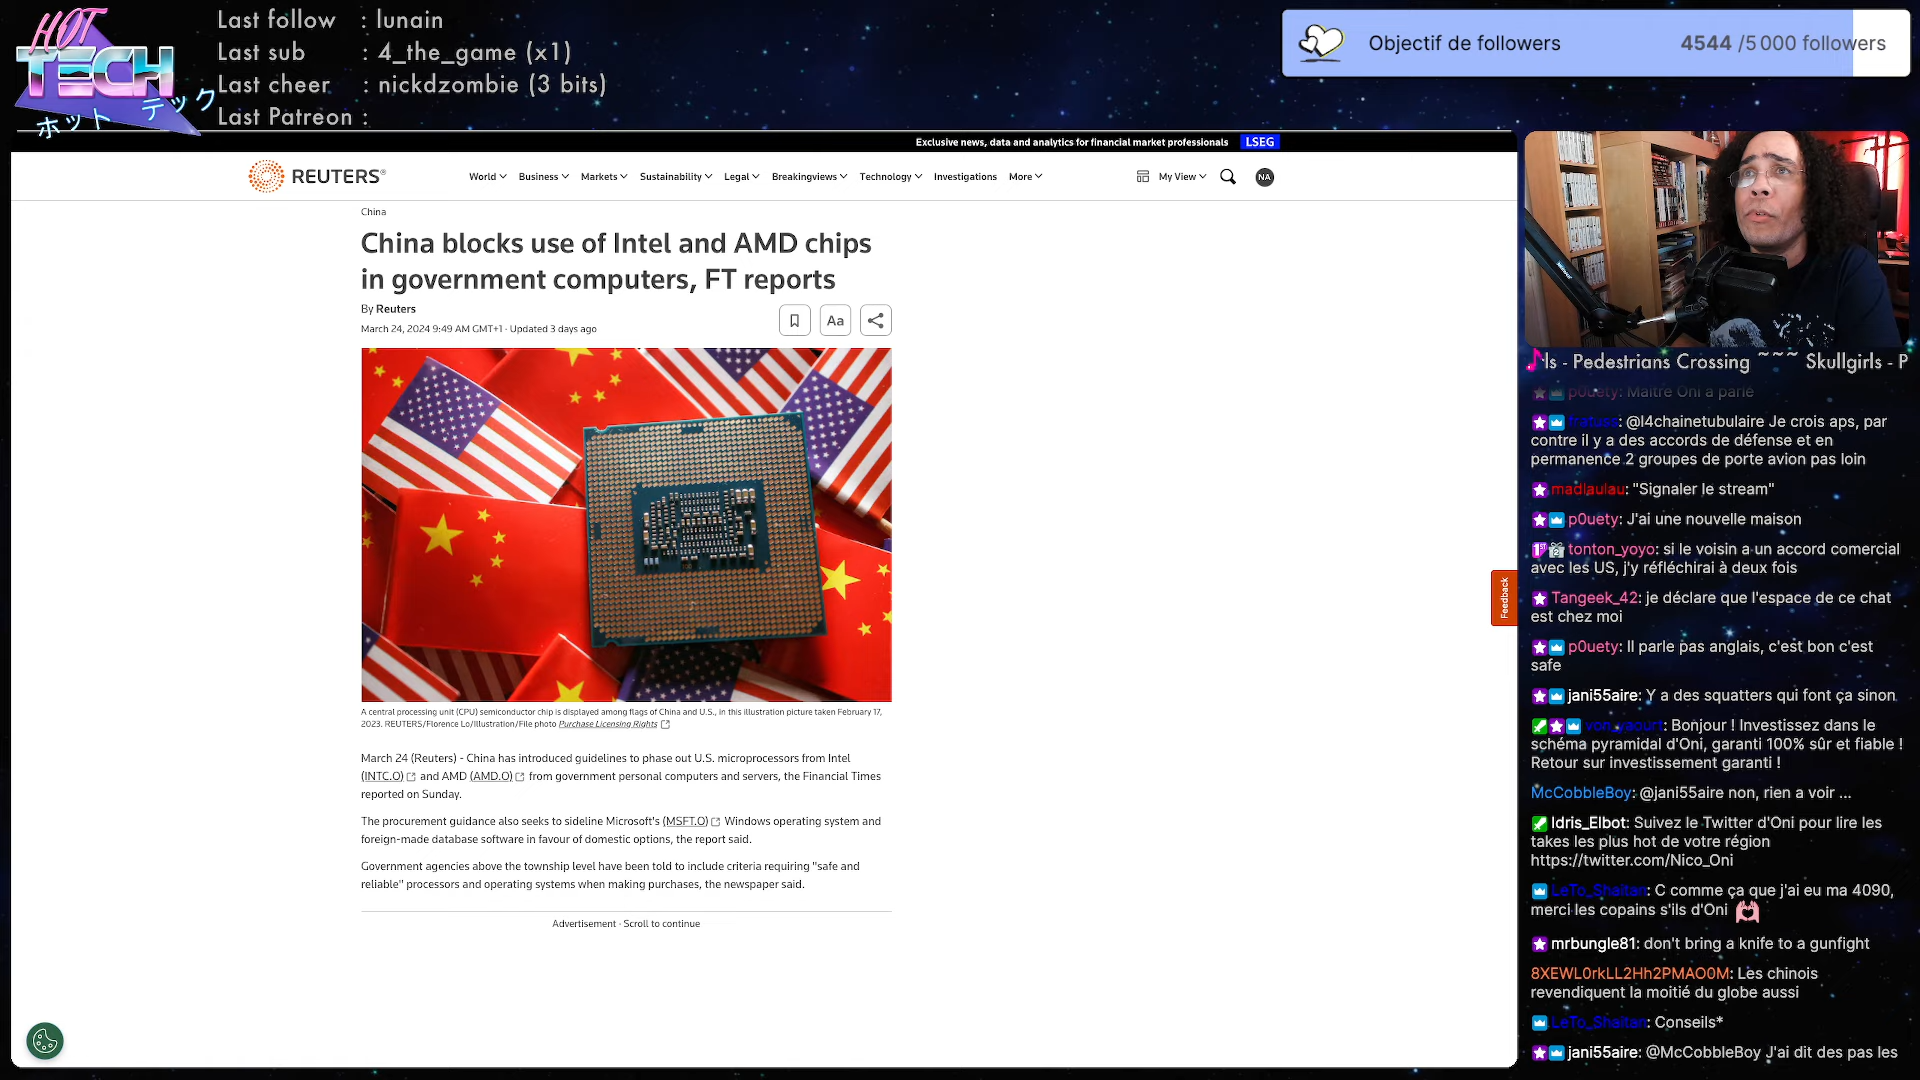 HOT
TECH
ホット テック
Last follow : lunain
Last sub : 4_the_game (x1)
Last cheer : nickdzombie (3 bits)
Last Patreon :
Objectif de followers 4544 /5 000 followers
Exclusive news, data and analytics for financial market professionals LSEG
REUTERS®
World Business Markets Sustainability Legal Breakingviews Technology Investigations More My View NA
China
China blocks use of Intel and AMD chips
in government computers, FT reports
By Reuters
March 24, 2024 9:49 AM GMT+1 · Updated 3 days ago
Aa
A central processing unit (CPU) semiconductor chip is displayed among flags of China and U.S., in this illustration picture taken February 17,
2023. REUTERS/Florence Lo/Illustration/File photo Purchase Licensing Rights
March 24 (Reuters) - China has introduced guidelines to phase out U.S. microprocessors from Intel
(INTC.O) and AMD (AMD.O) from government personal computers and servers, the Financial Times
reported on Sunday.
The procurement guidance also seeks to sideline Microsoft's (MSFT.O) Windows operating system and
foreign-made database software in favour of domestic options, the report said.
Government agencies above the township level have been told to include criteria requiring "safe and
reliable" processors and operating systems when making purchases, the newspaper said.
Advertisement · Scroll to continue
Feedback
rls - Pedestrians Crossing ~~~ Skullgirls - P
p0uety: Maitre Oni a parlé
fratuss: @l4chainetubulaire Je crois aps, par
contre il y a des accords de défense et en
permanence 2 groupes de porte avion pas loin
madlaulau: "Signaler le stream"
p0uety: J'ai une nouvelle maison
tonton_yoyo: si le voisin a un accord comercial
avec les US, j'y réfléchirai à deux fois
Tangeek_42: je déclare que l'espace de ce chat
est chez moi
p0uety: Il parle pas anglais, c'est bon c'est
safe
jani55aire: Y a des squatters qui font ça sinon
von_yaourt: Bonjour ! Investissez dans le
schéma pyramidal d'Oni, garanti 100% sûr et fiable !
Retour sur investissement garanti !
McCobbleBoy: @jani55aire non, rien a voir ...
Idris_Elbot: Suivez le Twitter d'Oni pour lire les
takes les plus hot de votre région
https://twitter.com/Nico_Oni
LeTo_Shaitan: C comme ça que j'ai eu ma 4090,
merci les copains s'ils d'Oni
mrbungle81: don't bring a knife to a gunfight
8XEWL0rkLL2Hh2PMAO0M: Les chinois
revendiquent la moitié du globe aussi
LeTo_Shaitan: Conseils*
jani55aire: @McCobbleBoy J'ai dit des pas les